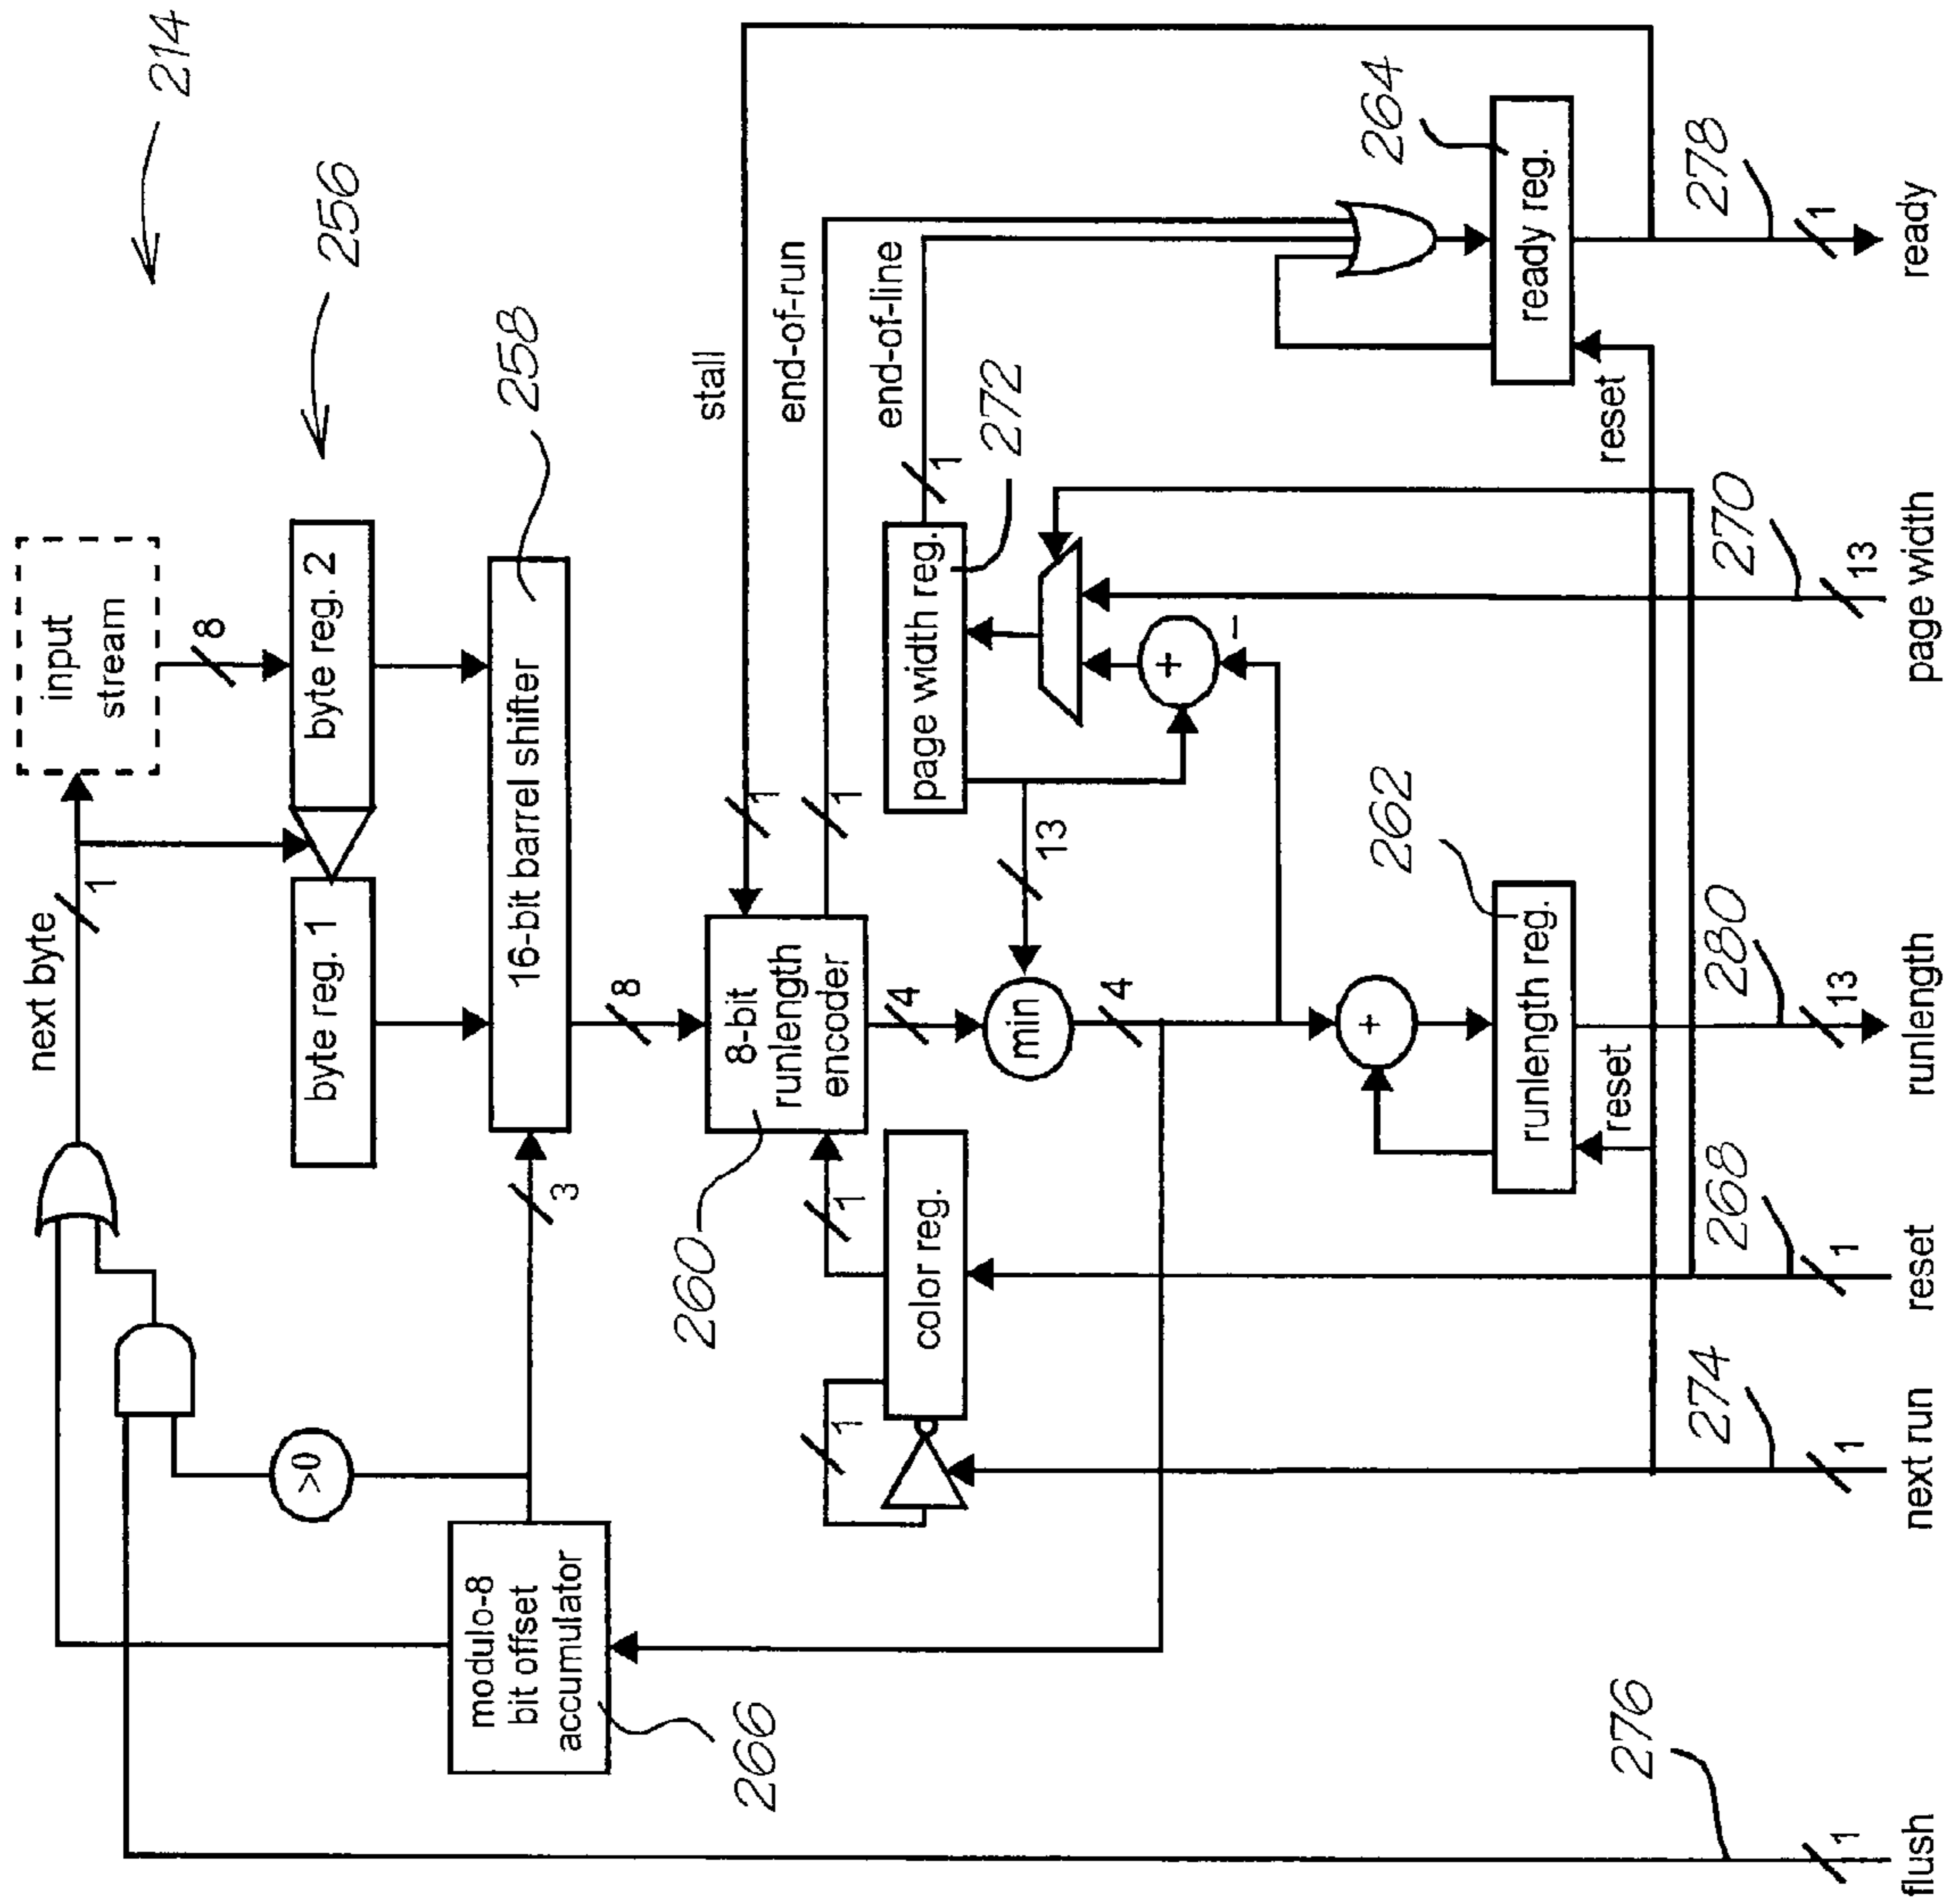 214
256
input
stream
8
next byte
1
byte reg. 1
byte reg. 2
258
16-bit barrel shifter
3
>0
modulo-8
bit offset
accumulator
266
8
stall
1
end-of-run
1
end-of-line
1
8-bit
runlength
encoder
260
4
min
4
13
page width reg.
272
+
−
1
color reg.
1
+
262
runlength reg.
reset
264
ready reg.
reset
276
1
flush
274
1
next run
268
1
reset
280
13
runlength
270
13
page width
278
1
ready